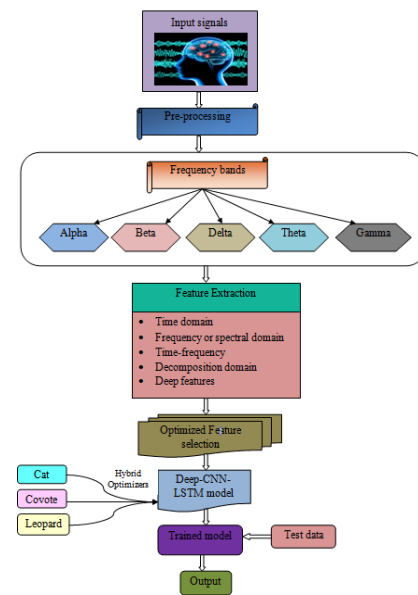 Input signals
Pre-processing
Frequency bands
Alpha
Beta
Delta
Theta
Gamma
Feature Extraction
• Time domain
• Frequency or spectral domain
• Time-frequency
• Decomposition domain
• Deep features
Optimized Feature
selection
Cat
Covote
Leopard
Hybrid
Optimizers
Deep-CNN-
LSTM model
Trained model
Test data
Output